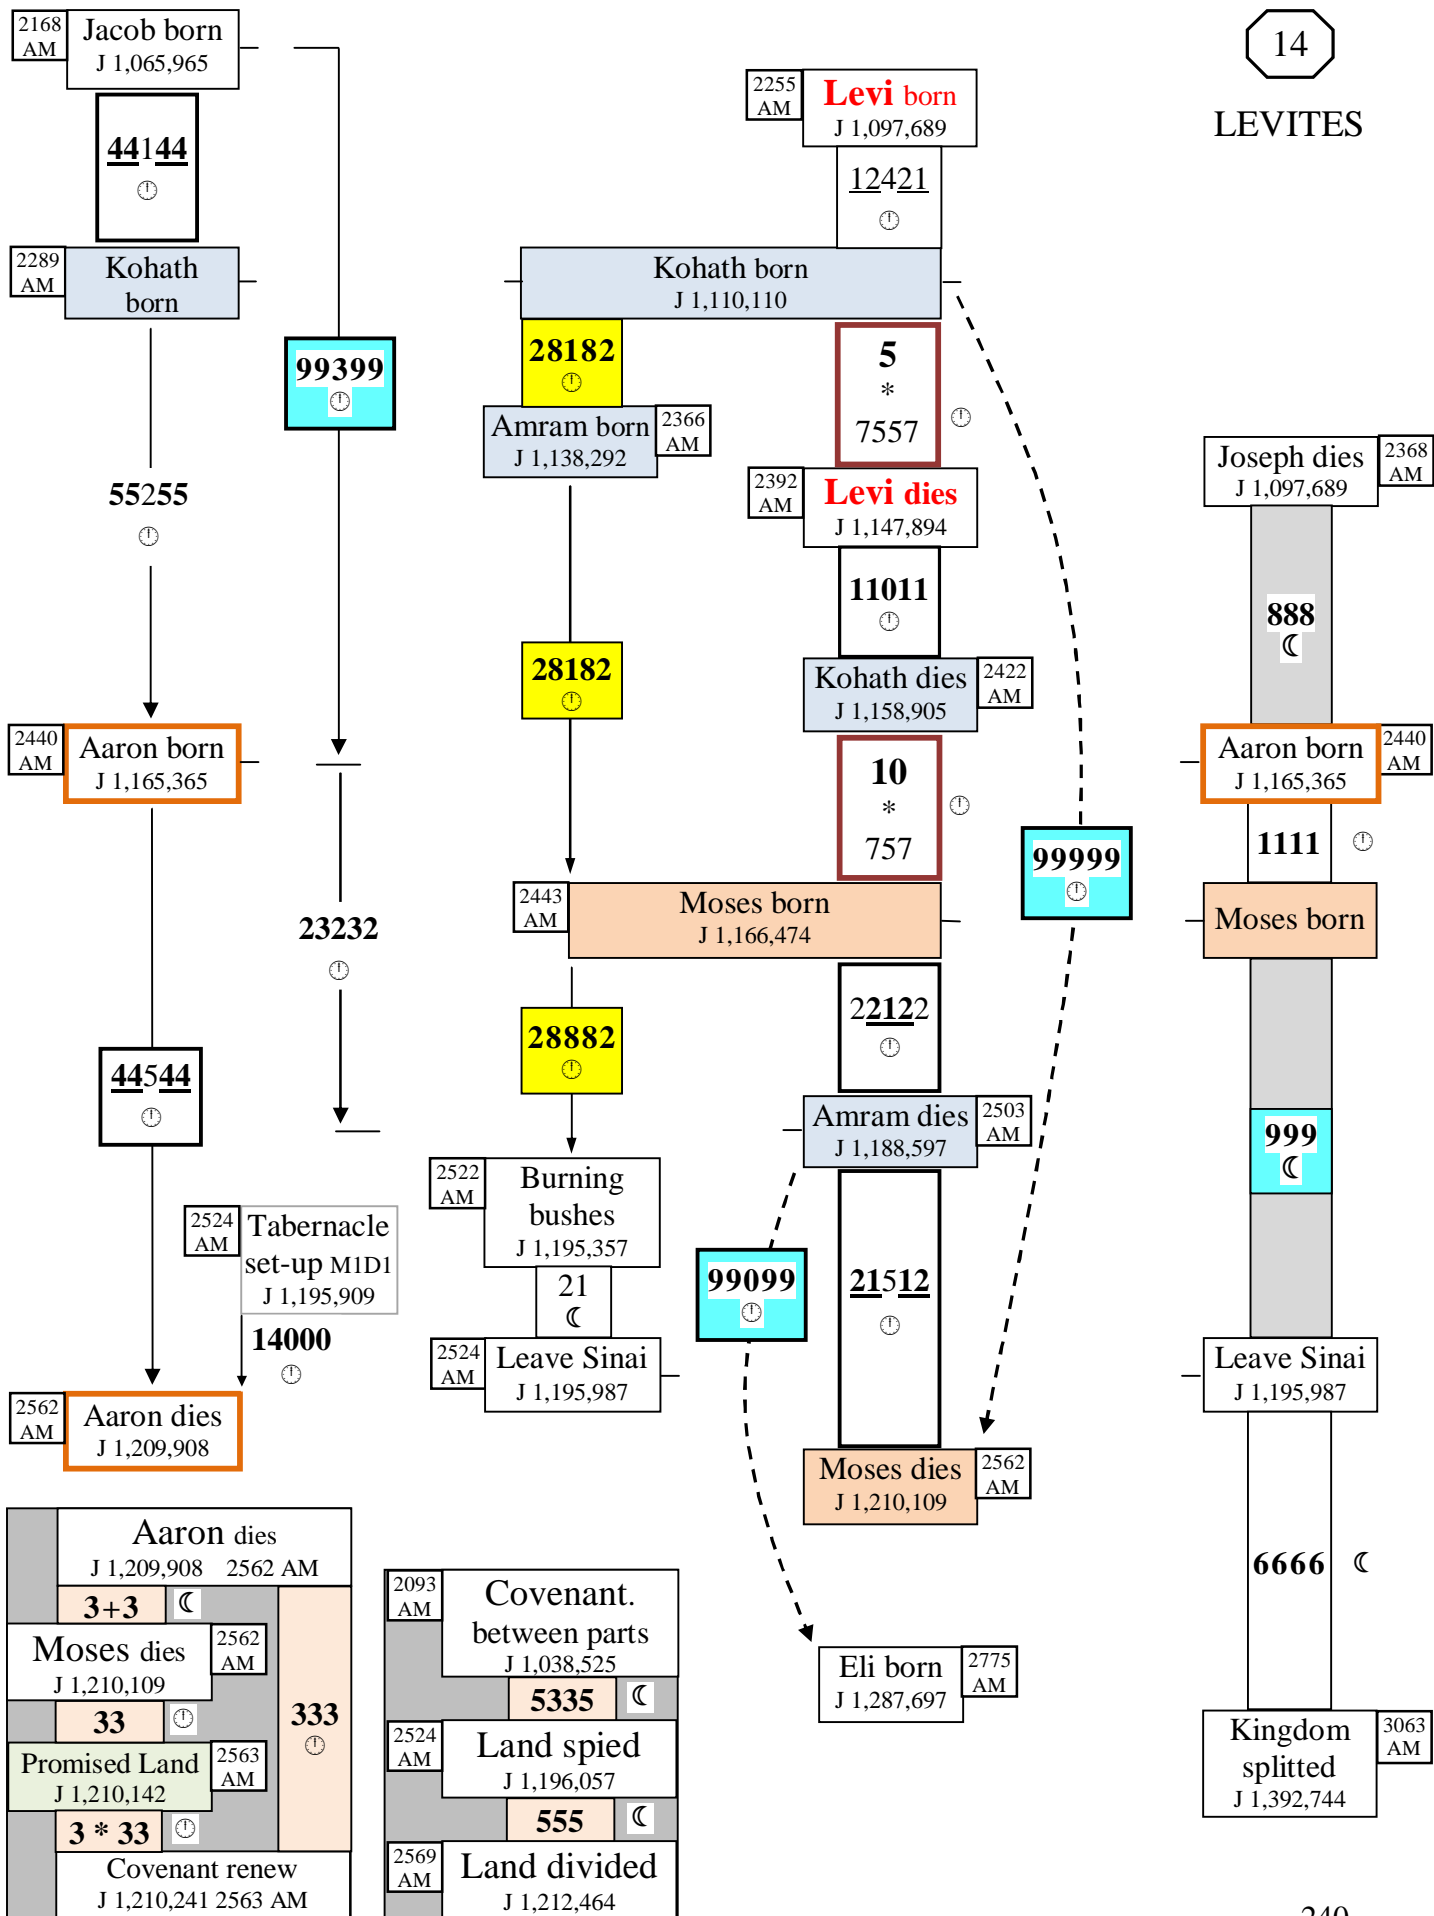 14
LEVITES
2168
AM
Jacob born
J 1,065,965
44144
2289
AM
Kohath
born
99399
55255
2440
AM
Aaron born
J 1,165,365
23232
44544
2524
AM
Tabernacle
set-up M1D1
J 1,195,909
14000
2562
AM
Aaron dies
J 1,209,908
2255
AM
Levi born
J 1,097,689
12421
Kohath born
J 1,110,110
28182
5
*
7557
Amram born
J 1,138,292
2366
AM
2392
AM
Levi dies
J 1,147,894
11011
28182
Kohath dies
J 1,158,905
2422
AM
10
*
757
99999
2443
AM
Moses born
J 1,166,474
28882
22122
Amram dies
J 1,188,597
2503
AM
2522
AM
Burning
bushes
J 1,195,357
21
☾
2524
AM
Leave Sinai
J 1,195,987
99099
21512
Moses dies
J 1,210,109
2562
AM
Eli born
J 1,287,697
2775
AM
Joseph dies
J 1,097,689
2368
AM
888
☾
Aaron born
J 1,165,365
2440
AM
1111
Moses born
999
☾
Leave Sinai
J 1,195,987
6666 ☾
Kingdom
splitted
J 1,392,744
3063
AM
Aaron dies
J 1,209,908 2562 AM
3+3 ☾
Moses dies
J 1,210,109
2562
AM
33
333
Promised Land
J 1,210,142
2563
AM
3 * 33
Covenant renew
J 1,210,241 2563 AM
2093
AM
Covenant.
between parts
J 1,038,525
5335 ☾
2524
AM
Land spied
J 1,196,057
555 ☾
2569
AM
Land divided
J 1,212,464
240